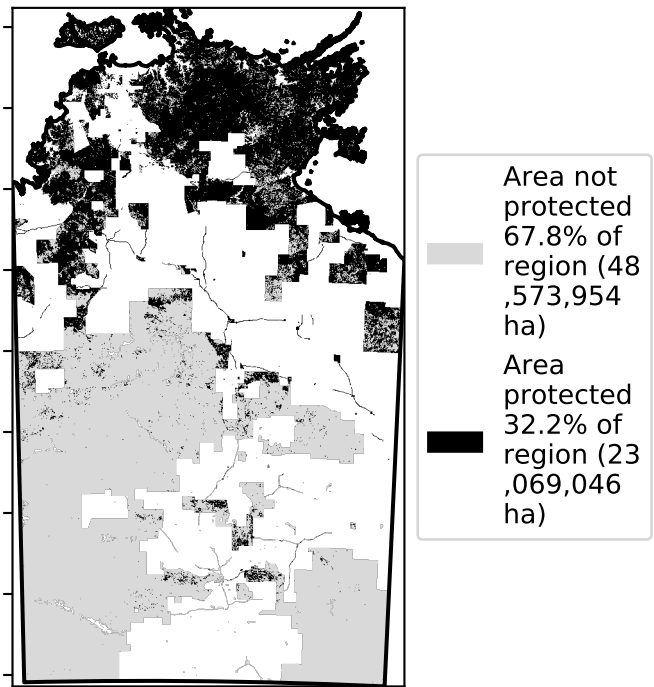 Area not
protected
67.8% of
region (48
,573,954
ha)
Area
protected
32.2% of
region (23
,069,046
ha)